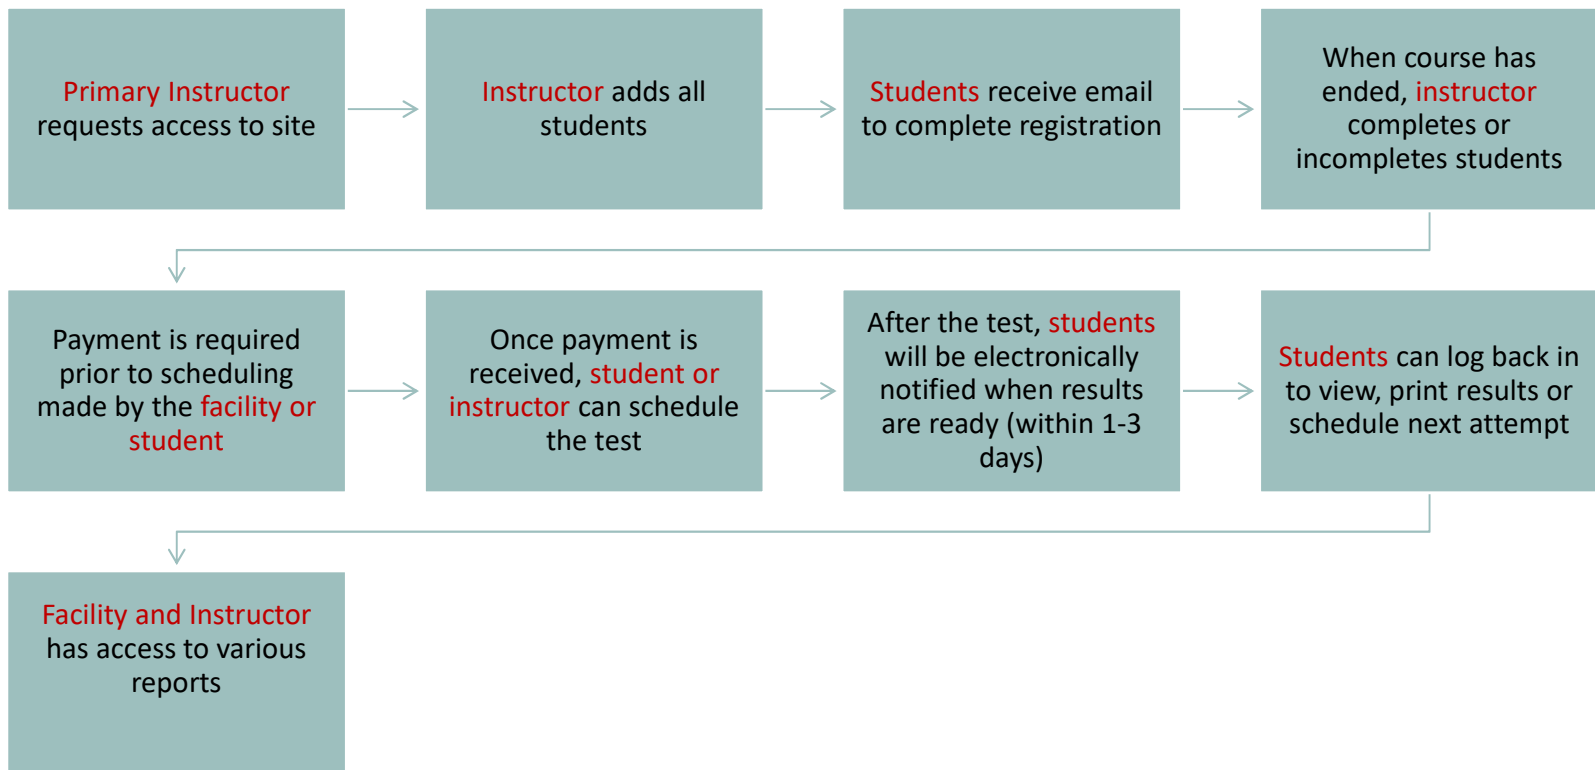 Primary Instructor
requests access to site
Instructor adds all
students
Students receive email
to complete registration
When course has
ended, instructor
completes or
incompletes students
Payment is required
prior to scheduling
made by the facility or
student
Once payment is
received, student or
instructor can schedule
the test
After the test, students
will be electronically
notified when results
are ready (within 1-3
days)
Students can log back in
to view, print results or
schedule next attempt
Facility and Instructor
has access to various
reports